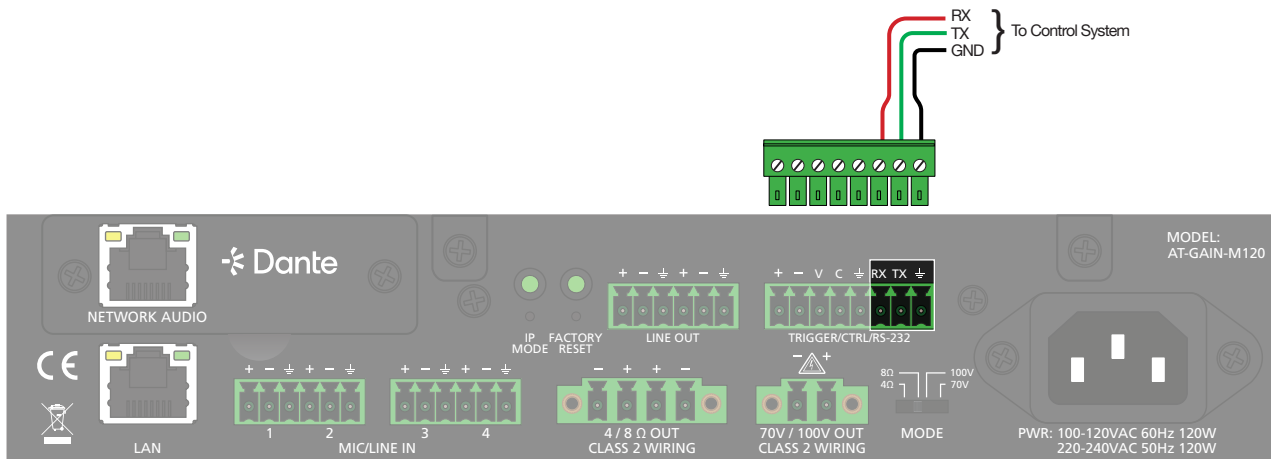 RX
TX
GND
} To Control System
MODEL:
AT-GAIN-M120
Dante
NETWORK AUDIO
IP MODE
FACTORY RESET
+ − ⏚ + − ⏚
LINE OUT
+ − V C ⏚ RX TX ⏚
TRIGGER/CTRL/RS-232
CE
LAN
+ − ⏚ + − ⏚
1 2
+ − ⏚ + − ⏚
3 4
MIC/LINE IN
− + + −
4 / 8 Ω OUT
CLASS 2 WIRING
− +
70V / 100V OUT
CLASS 2 WIRING
8Ω 100V
4Ω 70V
MODE
PWR: 100-120VAC 60Hz 120W
220-240VAC 50Hz 120W